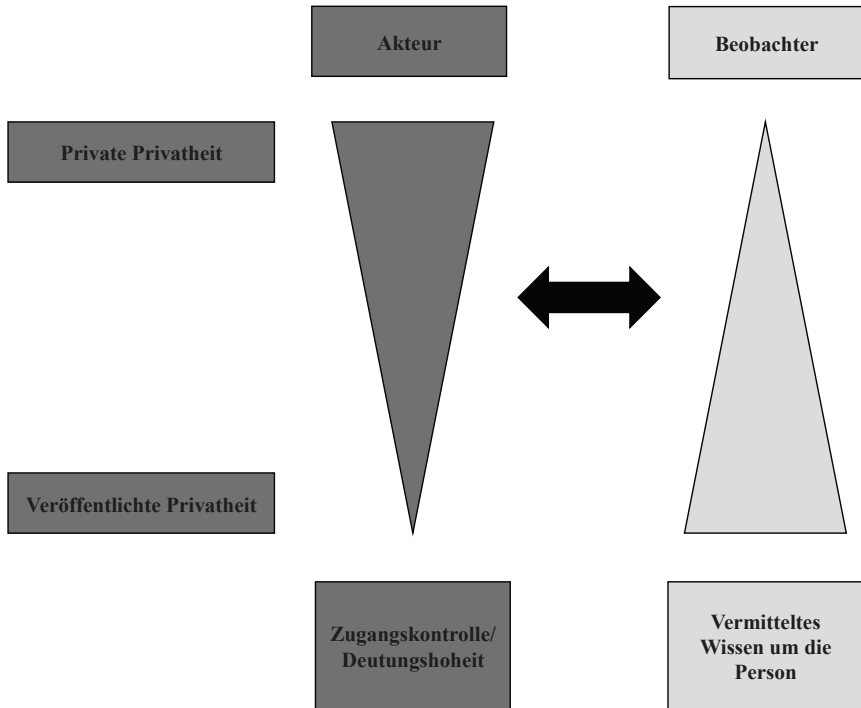 Akteur
Beobachter
Private Privatheit
Veröffentlichte Privatheit
Zugangskontrolle/
Deutungshoheit
Vermitteltes
Wissen um die
Person